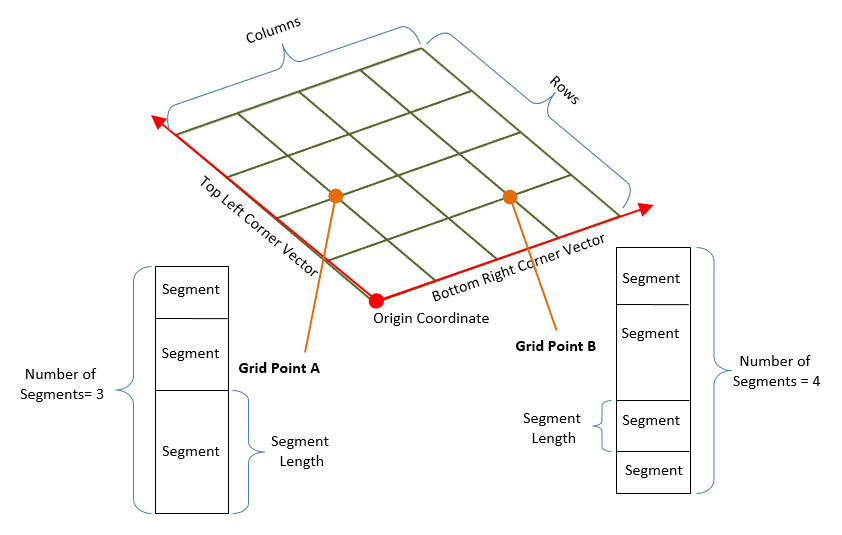 Columns
Rows
Top Left Corner Vector
Bottom Right Corner Vector
Origin Coordinate
Grid Point A
Grid Point B
Segment
Segment
Segment
Number of
Segments= 3
Segment
Length
Segment
Segment
Segment
Segment
Segment
Length
Number of
Segments = 4